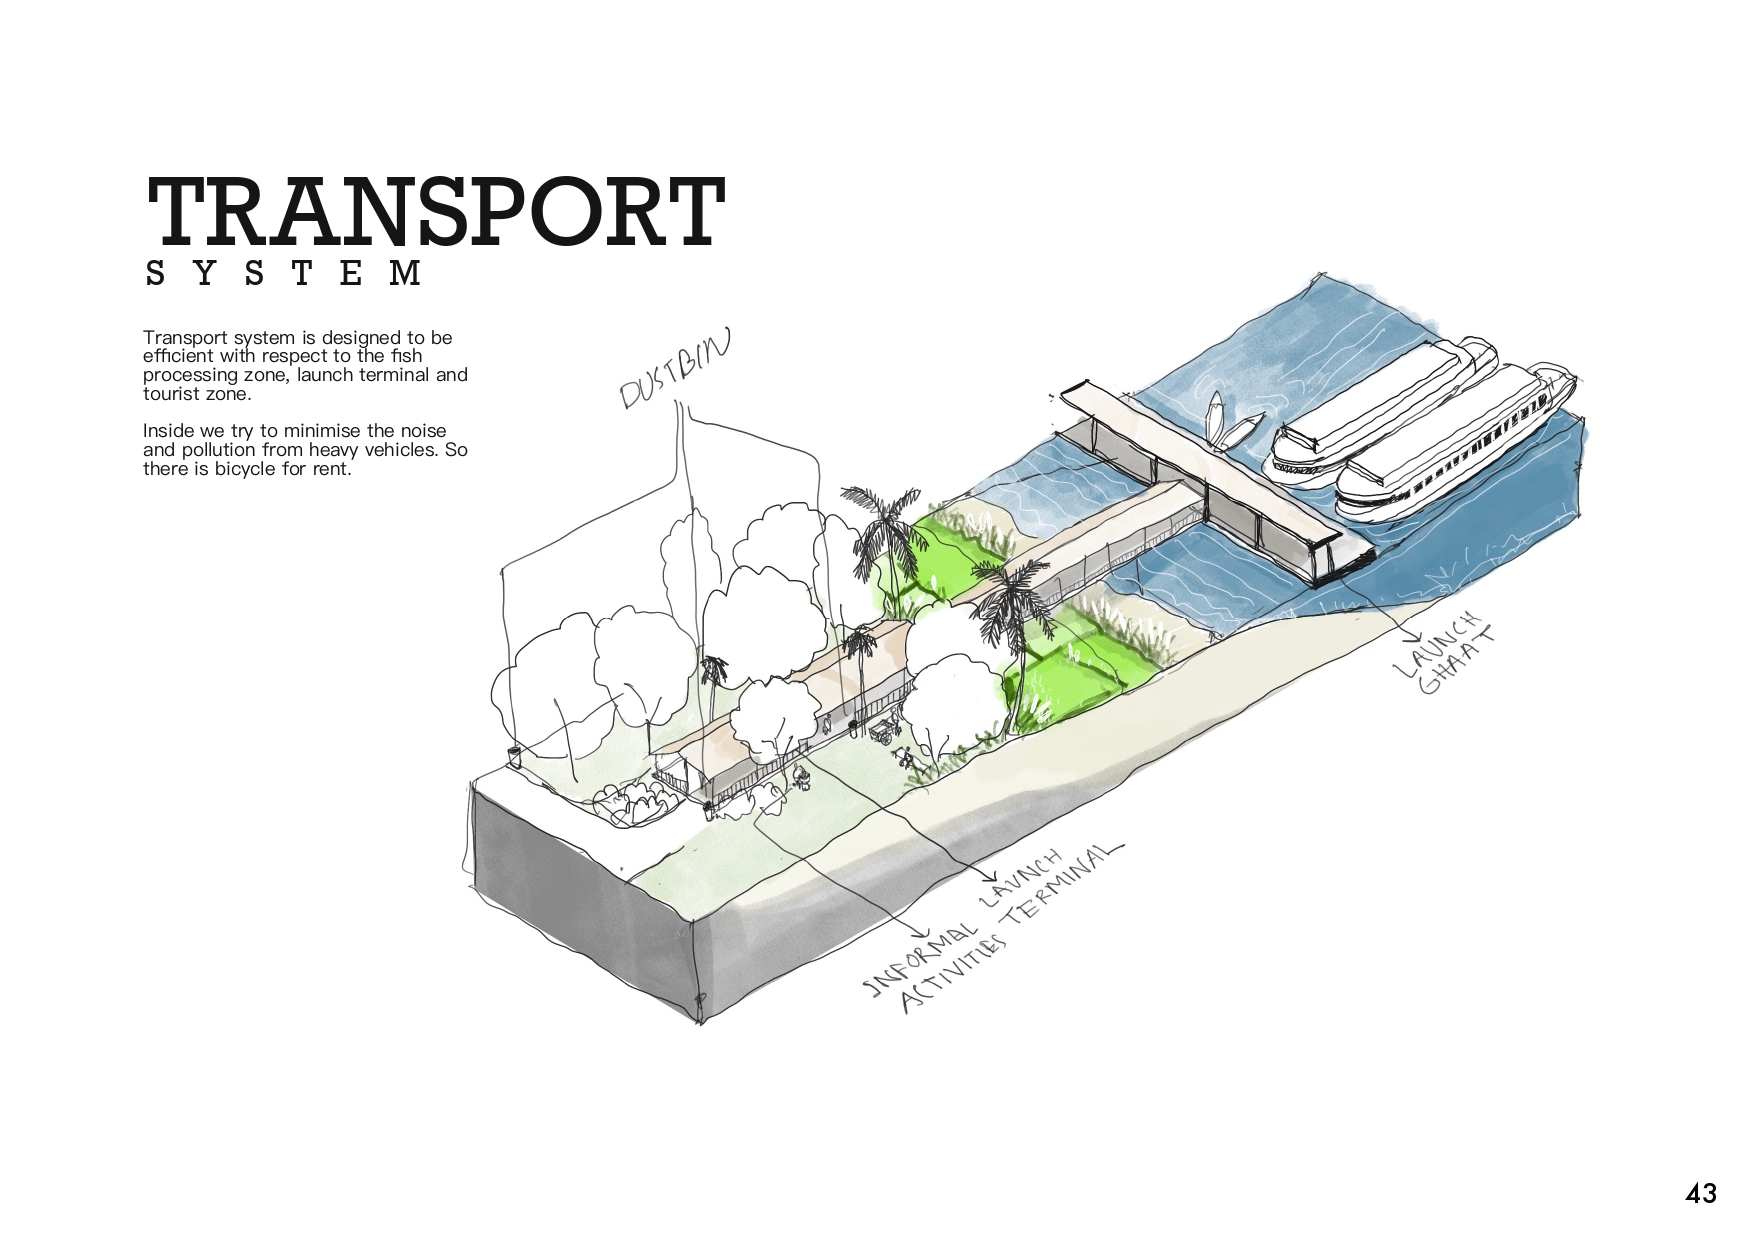 TRANSPORT
SYSTEM
Transport system is designed to be
efficient with respect to the fish
processing zone, launch terminal and
tourist zone.
Inside we try to minimise the noise
and pollution from heavy vehicles. So
there is bicycle for rent.
DUSTBIN
LAUNCH
GHAAT
LAUNCH
TERMINAL
INFORMAL
ACTIVITIES
43